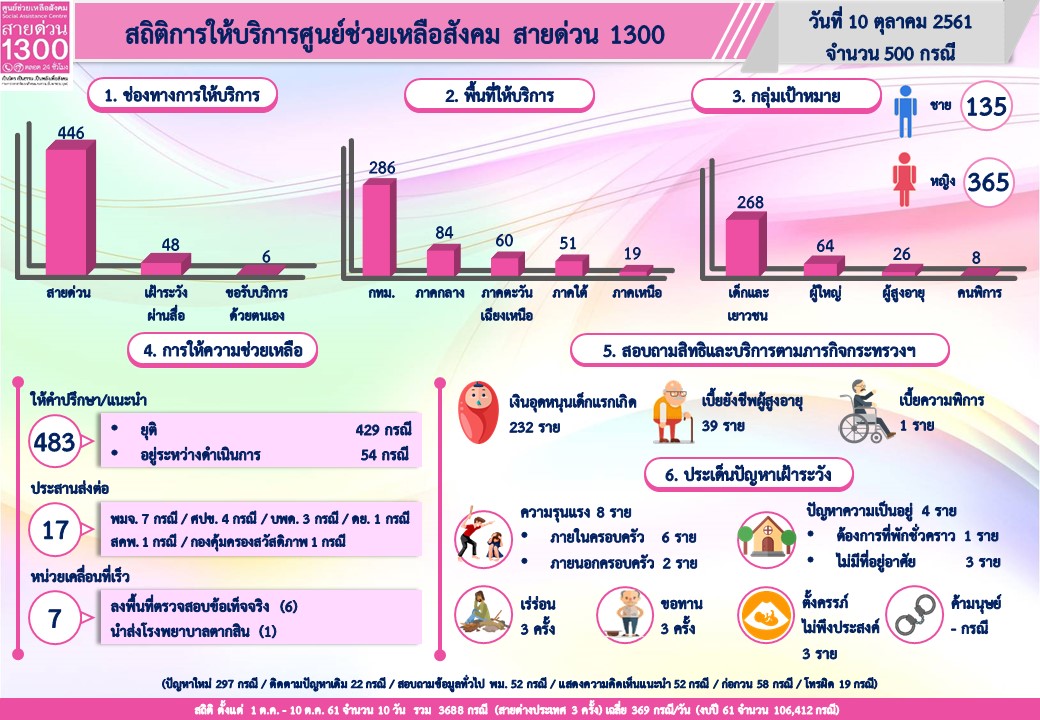 ศูนย์ช่วยเหลือสังคม
Social Assistance Centre
สายด่วน
1300
ตลอด 24 ชั่วโมง
สถิติการให้บริการศูนย์ช่วยเหลือสังคม สายด่วน 1300
วันที่ 10 ตุลาคม 2561
จำนวน 500 กรณี
1. ช่องทางการให้บริการ
446
48
6
สายด่วน
เฝ้าระวัง
ผ่านสื่อ
ขอรับบริการ
ด้วยตนเอง
2. พื้นที่ให้บริการ
286
84
60
51
19
กทม.
ภาคกลาง
ภาคตะวัน
เฉียงเหนือ
ภาคใต้
ภาคเหนือ
3. กลุ่มเป้าหมาย
ชาย 135
หญิง 365
268
64
26
8
เด็กและ
เยาวชน
ผู้ใหญ่
ผู้สูงอายุ
คนพิการ
4. การให้ความช่วยเหลือ
ให้คำปรึกษา/แนะนำ
483
• ยุติ 429 กรณี
• อยู่ระหว่างดำเนินการ 54 กรณี
ประสานส่งต่อ
17
พมจ. 7 กรณี / ศปข. 4 กรณี / บพด. 3 กรณี / ดย. 1 กรณี
สคพ. 1 กรณี / กองคุ้มครองสวัสดิภาพ 1 กรณี
หน่วยเคลื่อนที่เร็ว
7
ลงพื้นที่ตรวจสอบข้อเท็จจริง (6)
นำส่งโรงพยาบาลตากสิน (1)
5. สอบถามสิทธิและบริการตามภารกิจกระทรวงฯ
เงินอุดหนุนเด็กแรกเกิด
232 ราย
เบี้ยยังชีพผู้สูงอายุ
39 ราย
เบี้ยความพิการ
1 ราย
6. ประเด็นปัญหาเฝ้าระวัง
ความรุนแรง 8 ราย
• ภายในครอบครัว 6 ราย
• ภายนอกครอบครัว 2 ราย
ปัญหาความเป็นอยู่ 4 ราย
• ต้องการที่พักชั่วคราว 1 ราย
• ไม่มีที่อยู่อาศัย 3 ราย
เร่ร่อน
3 ครั้ง
ขอทาน
3 ครั้ง
ตั้งครรภ์
ไม่พึงประสงค์
3 ราย
ค้ามนุษย์
- กรณี
(ปัญหาใหม่ 297 กรณี / ติดตามปัญหาเดิม 22 กรณี / สอบถามข้อมูลทั่วไป พม. 52 กรณี / แสดงความคิดเห็นแนะนำ 52 กรณี / ก่อกวน 58 กรณี / โทรผิด 19 กรณี)
สถิติ ตั้งแต่ 1 ต.ค. - 10 ต.ค. 61 จำนวน 10 วัน รวม 3688 กรณี (สายต่างประเทศ 3 ครั้ง) เฉลี่ย 369 กรณี/วัน (งบปี 61 จำนวน 106,412 กรณี)